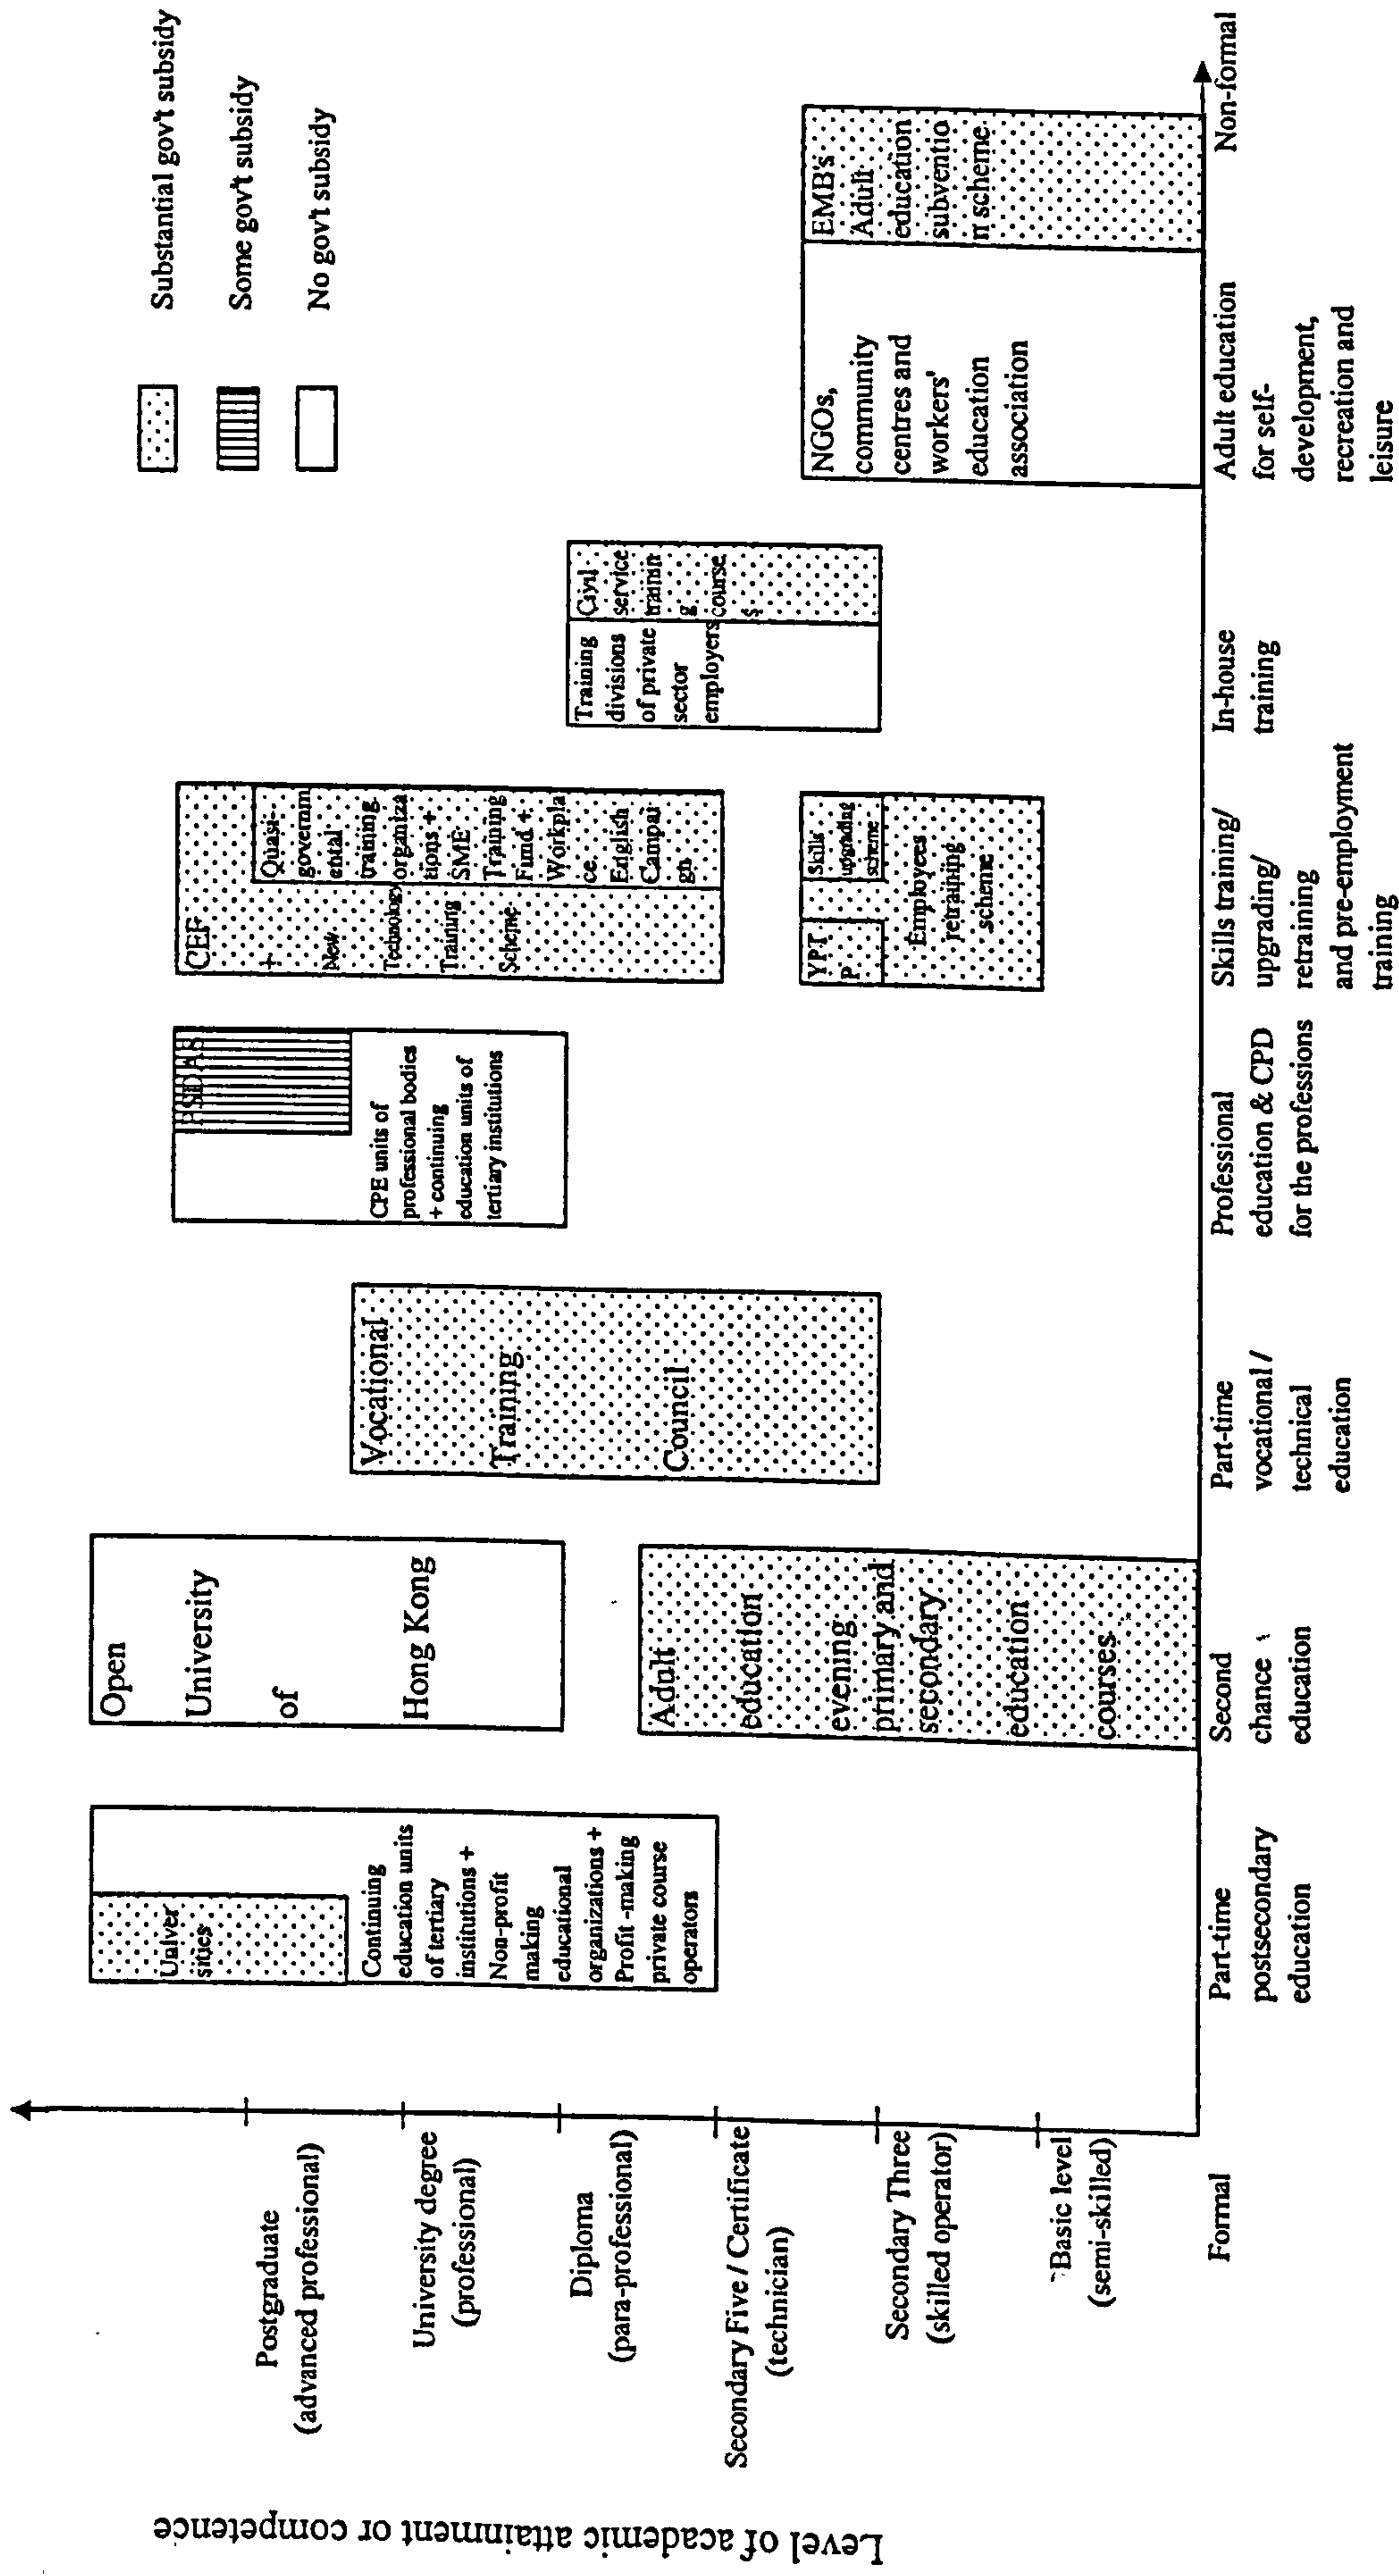 Level of academic attainment or competence
Postgraduate
(advanced professional)
University degree
(professional)
Diploma
(para-professional)
Secondary Five / Certificate
(technician)
Secondary Three
(skilled operator)
Basic level
(semi-skilled)
Formal
Non-formal
Substantial gov't subsidy
Some gov't subsidy
No gov't subsidy
Univer
sities
Continuing
education units
of tertiary
institutions +
Non-profit
making
educational
organizations +
Profit -making
private course
operators
Open
University
of
Hong Kong
Adult
education
evening
primary and
secondary
education
courses
Vocational
Training
Council
PSDAS
CPE units of
professional bodies
+ continuing
education units of
tertiary institutions
CEF
+
New
Technology
Training
Scheme
Quasi-
governm
ental
training
organiza
tions +
SME
Training
Fund +
Workpla
ce
English
Campai
gn
YPT
P
Skills
upgrading
scheme
Employees
retraining
scheme
Training
divisions
of private
sector
employers
Civil
service
trainin
g
course
s
NGOs,
community
centres and
workers'
education
association
EMB's
Adult
education
subventio
n scheme
Part-time
postsecondary
education
Second
chance
education
Part-time
vocational /
technical
education
Professional
education & CPD
for the professions
Skills training/
upgrading/
retraining
and pre-employment
training
In-house
training
Adult education
for self-
development,
recreation and
leisure